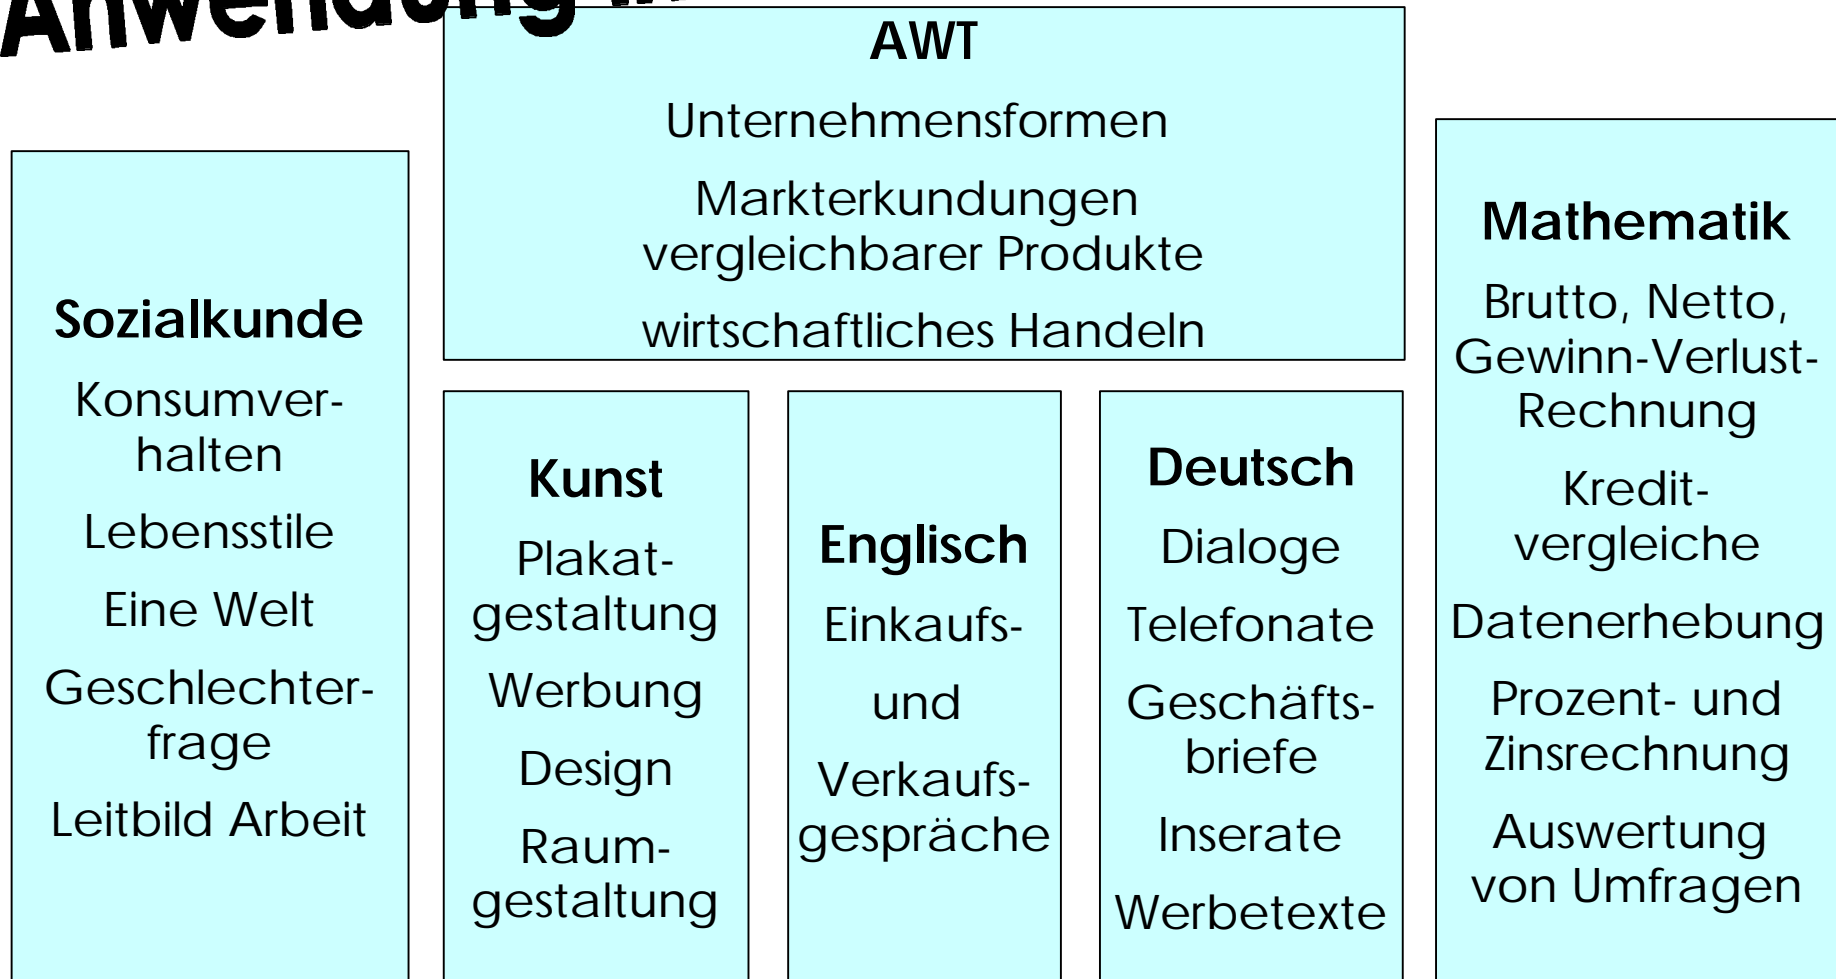 Anwendung in
AWT
Unternehmensformen
Markterkundungen
vergleichbarer Produkte
wirtschaftliches Handeln
Sozialkunde
Konsumver-
halten
Lebensstile
Eine Welt
Geschlechter-
frage
Leitbild Arbeit
Kunst
Plakat-
gestaltung
Werbung
Design
Raum-
gestaltung
Englisch
Einkaufs-
und
Verkaufs-
gespräche
Deutsch
Dialoge
Telefonate
Geschäfts-
briefe
Inserate
Werbetexte
Mathematik
Brutto, Netto,
Gewinn-Verlust-
Rechnung
Kredit-
vergleiche
Datenerhebung
Prozent- und
Zinsrechnung
Auswertung
von Umfragen